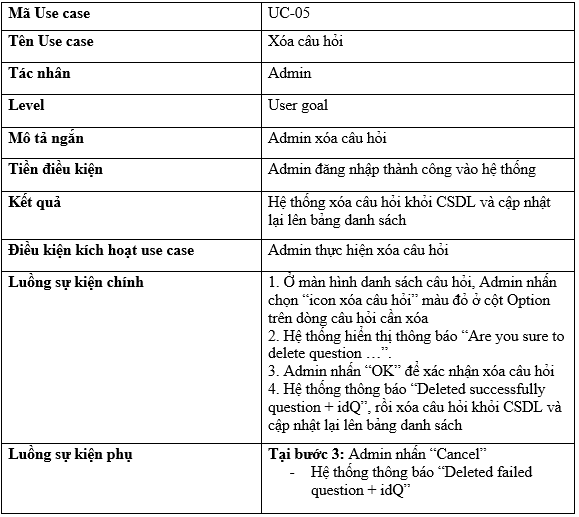 Mã Use case
UC-05
Tên Use case
Xóa câu hỏi
Tác nhân
Admin
Level
User goal
Mô tả ngắn
Admin xóa câu hỏi
Tiền điều kiện
Admin đăng nhập thành công vào hệ thống
Kết quả
Hệ thống xóa câu hỏi khỏi CSDL và cập nhật
lại lên bảng danh sách
Điều kiện kích hoạt use case
Admin thực hiện xóa câu hỏi
Luồng sự kiện chính
1. Ở màn hình danh sách câu hỏi, Admin nhấn
chọn “icon xóa câu hỏi” màu đỏ ở cột Option
trên dòng câu hỏi cần xóa
2. Hệ thống hiển thị thông báo “Are you sure to
delete question …”.
3. Admin nhấn “OK” để xác nhận xóa câu hỏi
4. Hệ thống thông báo “Deleted successfully
question + idQ”, rồi xóa câu hỏi khỏi CSDL và
cập nhật lại lên bảng danh sách
Luồng sự kiện phụ
Tại bước 3: Admin nhấn “Cancel”
- Hệ thống thông báo “Deleted failed
question + idQ”